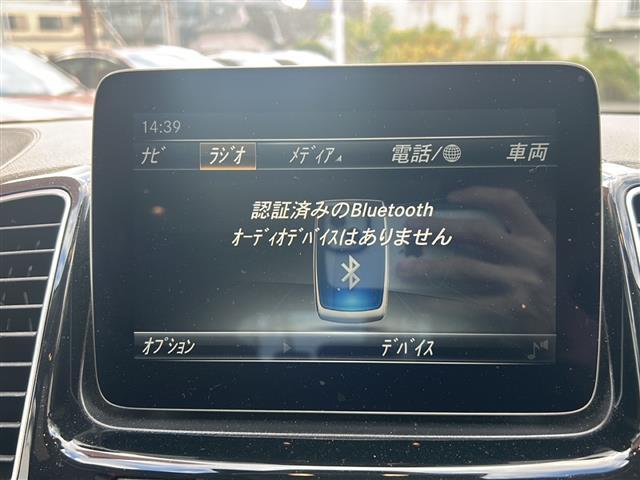 14:39
ﾅﾋﾞ ﾗｼﾞｵ ﾒﾃﾞｨｱ 電話/ 車両
認証済みのBluetooth
ｵｰﾃﾞｨｵﾃﾞﾊﾞｲｽはありません
ｵﾌﾟｼｮﾝ ﾃﾞﾊﾞｲｽ